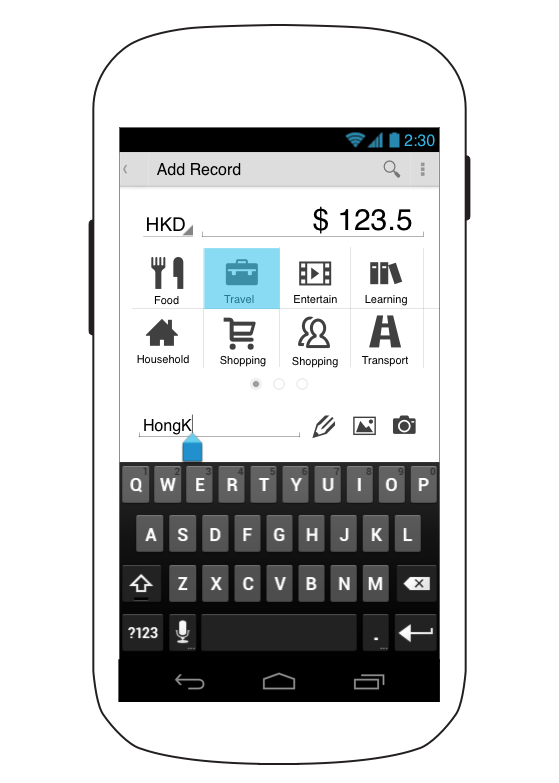 2:30
Add Record
HKD $ 123.5
Food Travel Entertain Learning
Household Shopping Shopping Transport
HongK
1 2 3 4 5 6 7 8 9 0
Q W E R T Y U I O P
A S D F G H J K L
Z X C V B N M
?123 .